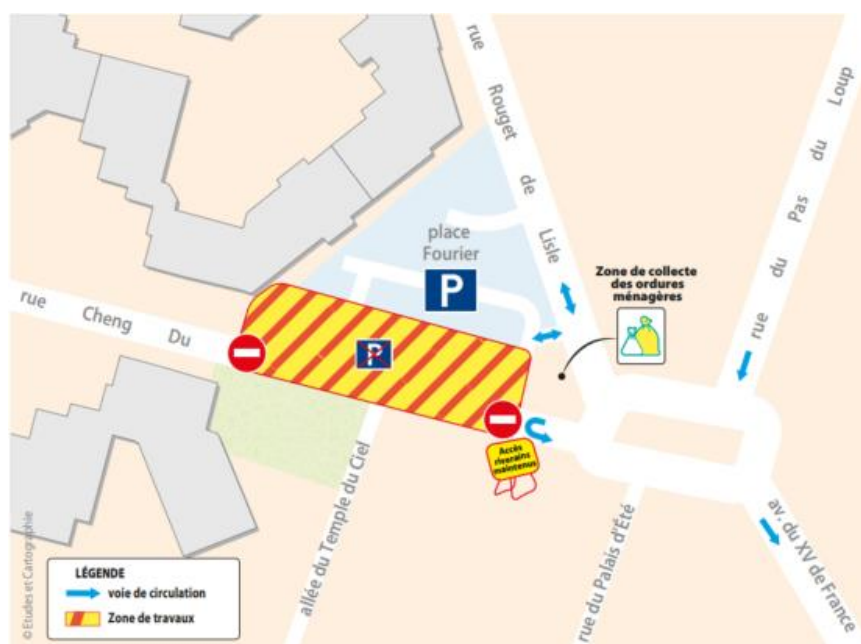 rue Rouget de Lisle
rue du Pas du Loup
place
Fourier
P
Zone de collecte
des ordures
ménagères
rue Cheng Du
P
Accès
riverains
maintenus
allée du Temple du Ciel
rue du Palais d'Été
av. du XV de France
LÉGENDE
voie de circulation
Zone de travaux
© Etudes et Cartographie